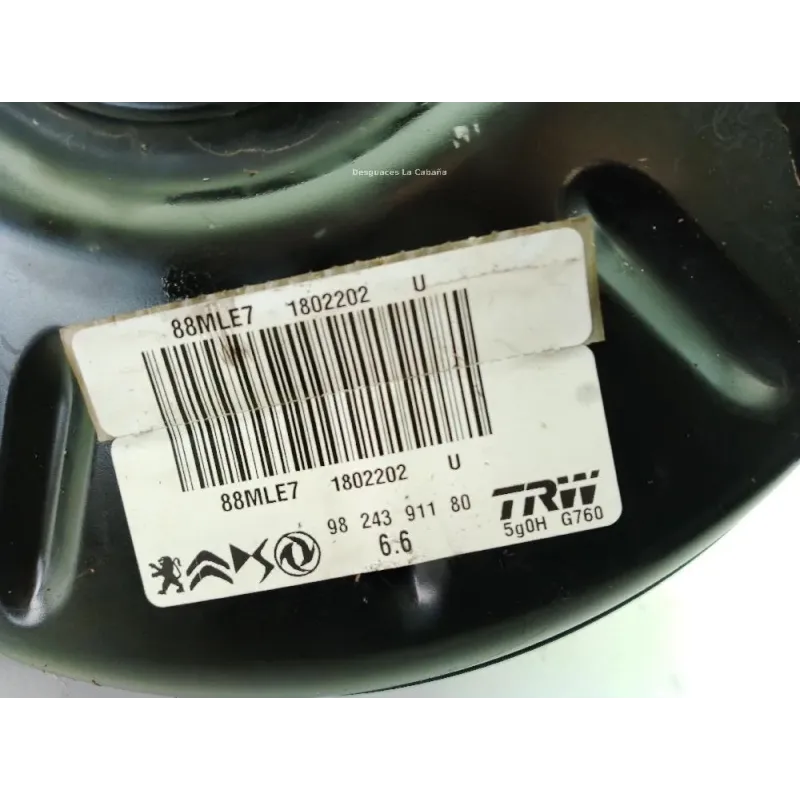 Desguaces La Cabaña
88MLE7 1802202 U
88MLE7 1802202 U
98 243 911 80
6.6
TRW
5g0H G760